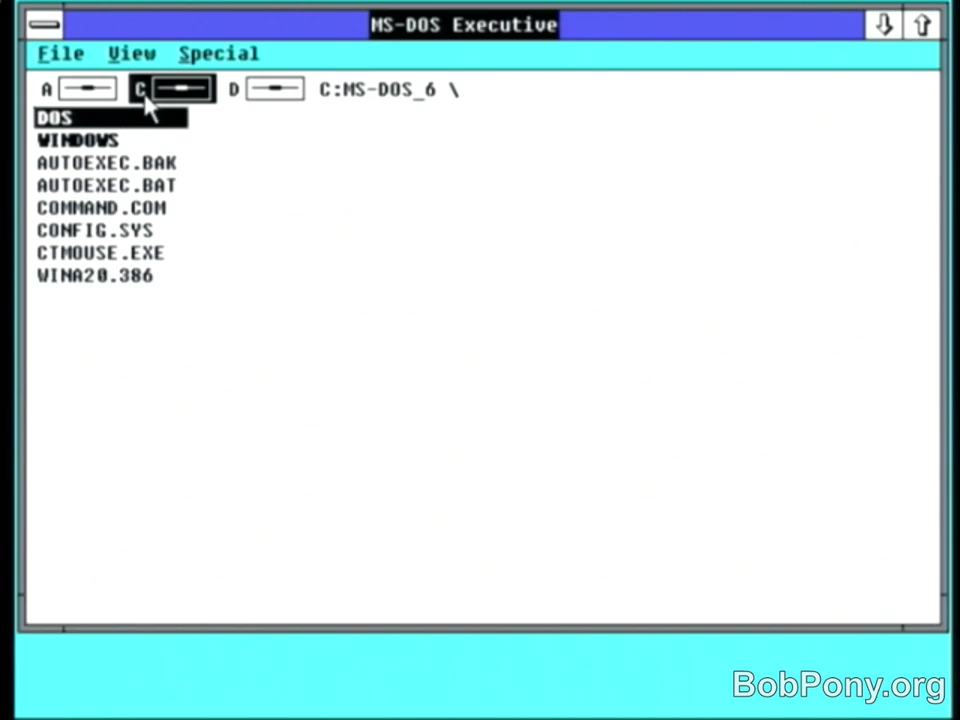 MS-DOS Executive
File View Special
A C D C:MS-DOS_6 \
DOS
WINDOWS
AUTOEXEC.BAK
AUTOEXEC.BAT
COMMAND.COM
CONFIG.SYS
CTMOUSE.EXE
WINA20.386
BobPony.org